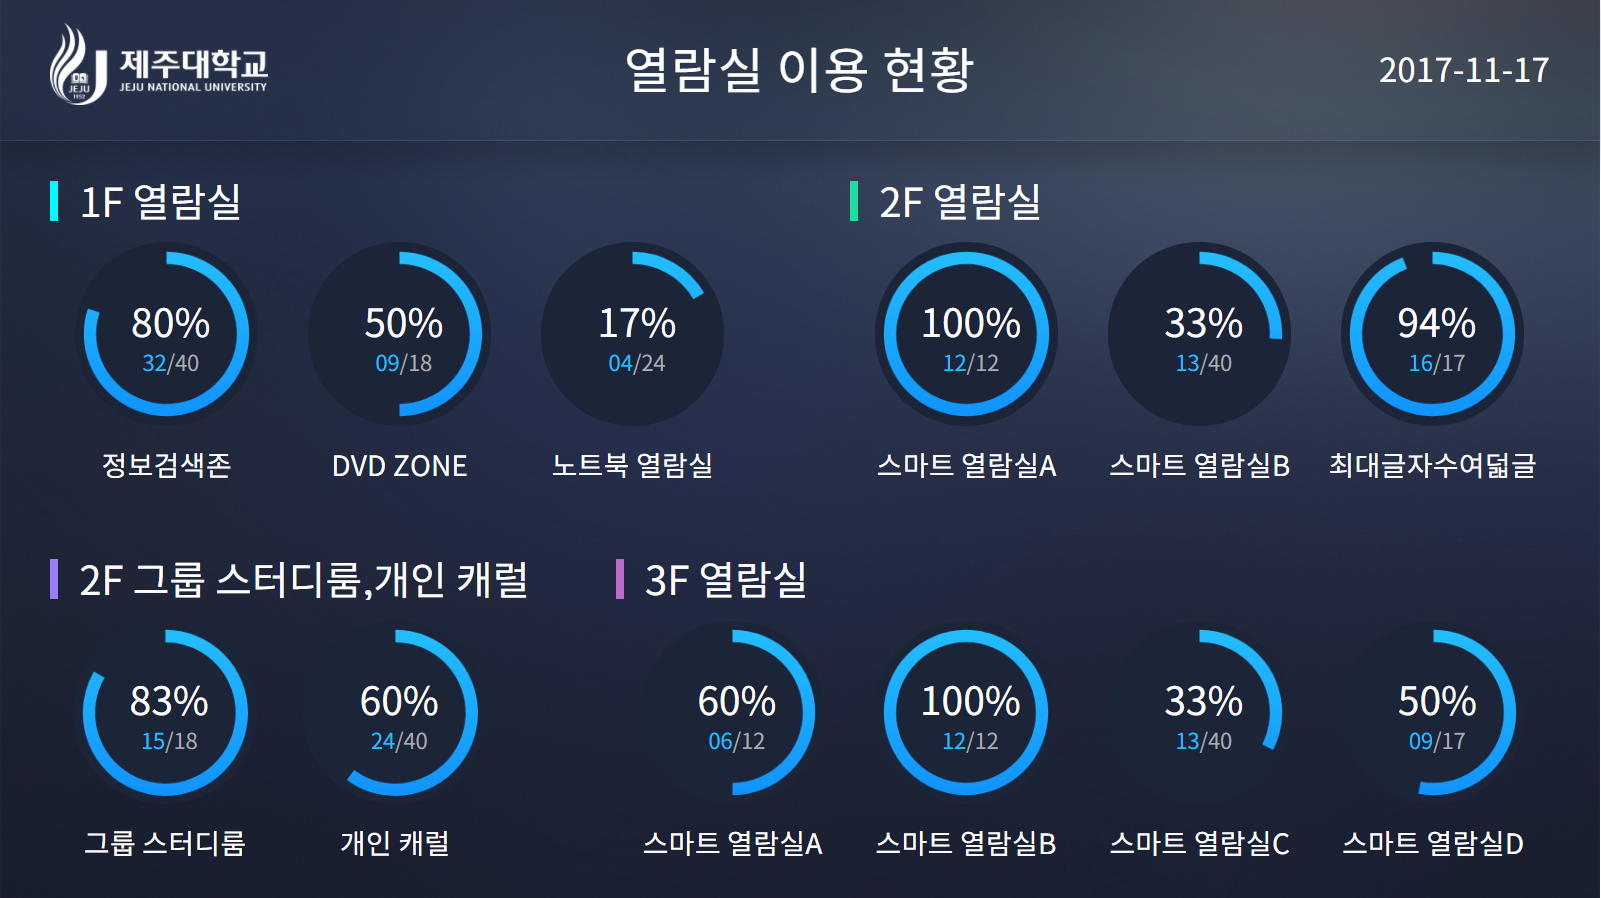 제주대학교
JEJU NATIONAL UNIVERSITY
JEJU
1952
열람실 이용 현황
2017-11-17
1F 열람실
80%
32/40
정보검색존
50%
09/18
DVD ZONE
17%
04/24
노트북 열람실
2F 열람실
100%
12/12
스마트 열람실A
33%
13/40
스마트 열람실B
94%
16/17
최대글자수여덟글
2F 그룹 스터디룸,개인 캐럴
83%
15/18
그룹 스터디룸
60%
24/40
개인 캐럴
3F 열람실
60%
06/12
스마트 열람실A
100%
12/12
스마트 열람실B
33%
13/40
스마트 열람실C
50%
09/17
스마트 열람실D